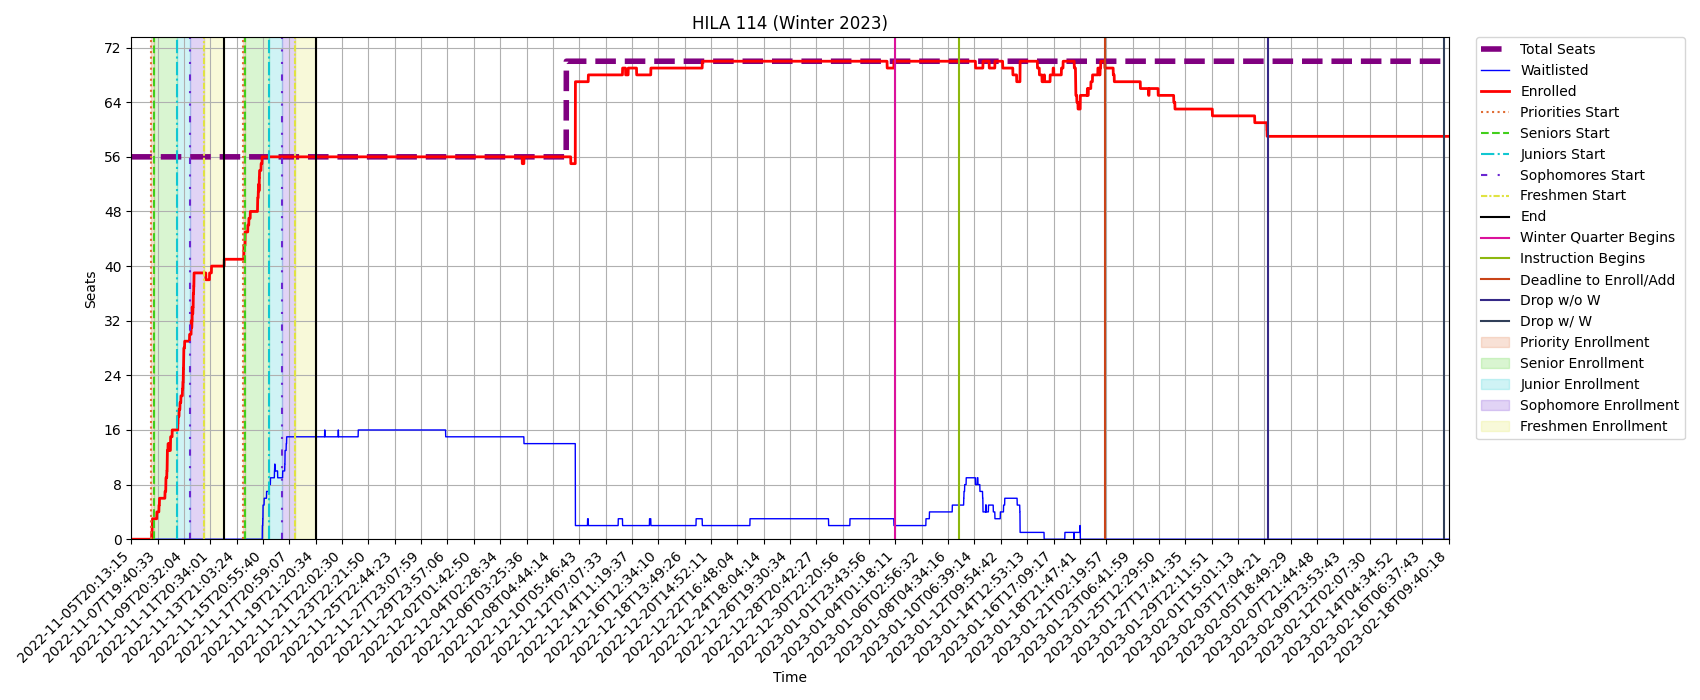 HILA 114 (Winter 2023)
72
64
56
48
40
32
24
16
8
0
Seats
2022-11-05T20:13:15
2022-11-07T19:40:33
2022-11-09T20:32:04
2022-11-11T20:34:01
2022-11-13T21:03:24
2022-11-15T20:55:40
2022-11-17T20:59:07
2022-11-19T21:20:34
2022-11-21T22:02:30
2022-11-23T22:21:50
2022-11-25T22:44:23
2022-11-27T23:07:59
2022-11-29T23:57:06
2022-12-02T01:42:50
2022-12-04T02:28:34
2022-12-06T03:25:36
2022-12-08T04:44:14
2022-12-10T05:46:43
2022-12-12T07:07:33
2022-12-14T11:19:37
2022-12-16T12:34:10
2022-12-18T13:49:26
2022-12-20T14:52:11
2022-12-22T16:48:04
2022-12-24T18:04:14
2022-12-26T19:30:34
2022-12-28T20:42:27
2022-12-30T22:20:56
2023-01-01T23:43:56
2023-01-04T01:18:11
2023-01-06T02:56:32
2023-01-08T04:34:16
2023-01-10T06:39:14
2023-01-12T09:54:42
2023-01-14T12:53:13
2023-01-16T17:09:17
2023-01-18T21:47:41
2023-01-21T02:19:57
2023-01-23T06:41:59
2023-01-25T12:29:50
2023-01-27T17:41:35
2023-01-29T22:11:51
2023-02-01T15:01:13
2023-02-03T17:04:21
2023-02-05T18:49:29
2023-02-07T21:44:48
2023-02-09T23:53:43
2023-02-12T02:07:30
2023-02-14T04:34:52
2023-02-16T06:37:43
2023-02-18T09:40:18
Time
Total Seats
Waitlisted
Enrolled
Priorities Start
Seniors Start
Juniors Start
Sophomores Start
Freshmen Start
End
Winter Quarter Begins
Instruction Begins
Deadline to Enroll/Add
Drop w/o W
Drop w/ W
Priority Enrollment
Senior Enrollment
Junior Enrollment
Sophomore Enrollment
Freshmen Enrollment